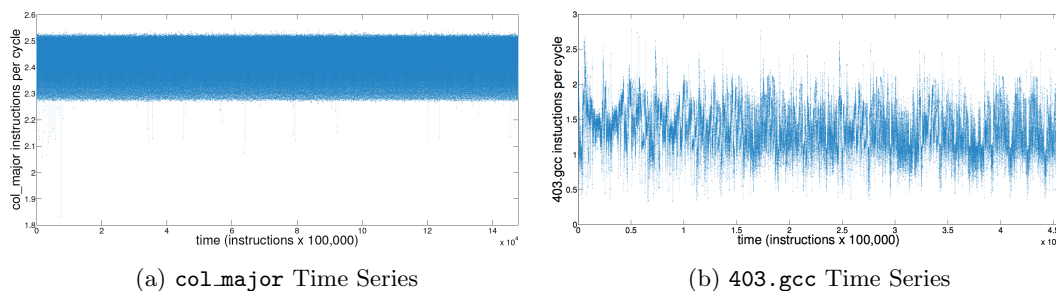 2.6
2.5
2.4
2.3
2.2
2.1
2
1.9
1.8
col_major instructions per cycle
0 2 4 6 8 10 12 14
x 10⁴
time (instructions x 100,000)
(a) col_major Time Series
3
2.5
2
1.5
1
0.5
0
403.gcc instructions per cycle
0 0.5 1 1.5 2 2.5 3 3.5 4 4.5
time (instructions x 100,000)
(b) 403.gcc Time Series